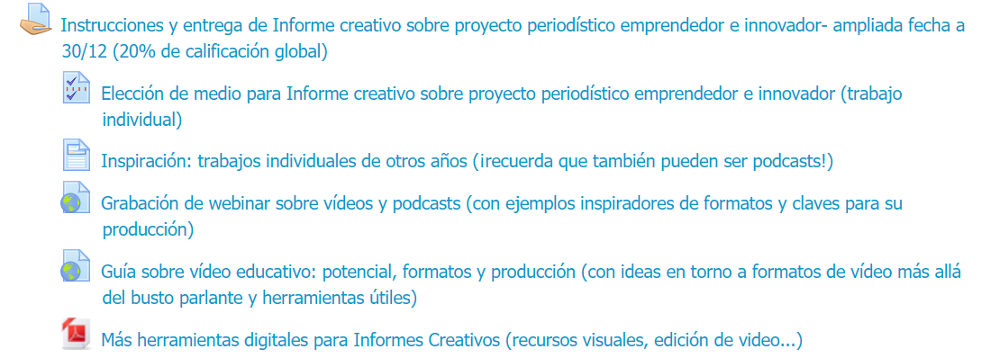 Instrucciones y entrega de Informe creativo sobre proyecto periodístico emprendedor e innovador- ampliada fecha a
30/12 (20% de calificación global)
Elección de medio para Informe creativo sobre proyecto periodístico emprendedor e innovador (trabajo
individual)
Inspiración: trabajos individuales de otros años (¡recuerda que también pueden ser podcasts!)
Grabación de webinar sobre vídeos y podcasts (con ejemplos inspiradores de formatos y claves para su
producción)
Guía sobre vídeo educativo: potencial, formatos y producción (con ideas en torno a formatos de vídeo más allá
del busto parlante y herramientas útiles)
Más herramientas digitales para Informes Creativos (recursos visuales, edición de video...)